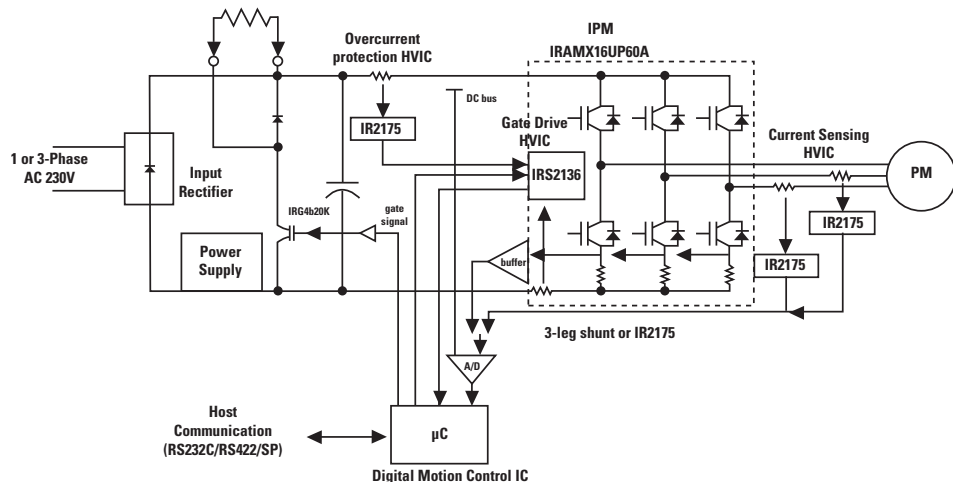 IPM
IRAMX16UP60A
Overcurrent
protection HVIC
DC bus
IR2175
Gate Drive
HVIC
IRS2136
Current Sensing
HVIC
1 or 3-Phase
AC 230V
Input
Rectifier
PM
IRG4b20K
gate
signal
IR2175
Power
Supply
buffer
IR2175
3-leg shunt or IR2175
A/D
Host
Communication
(RS232C/RS422/SP)
µC
Digital Motion Control IC